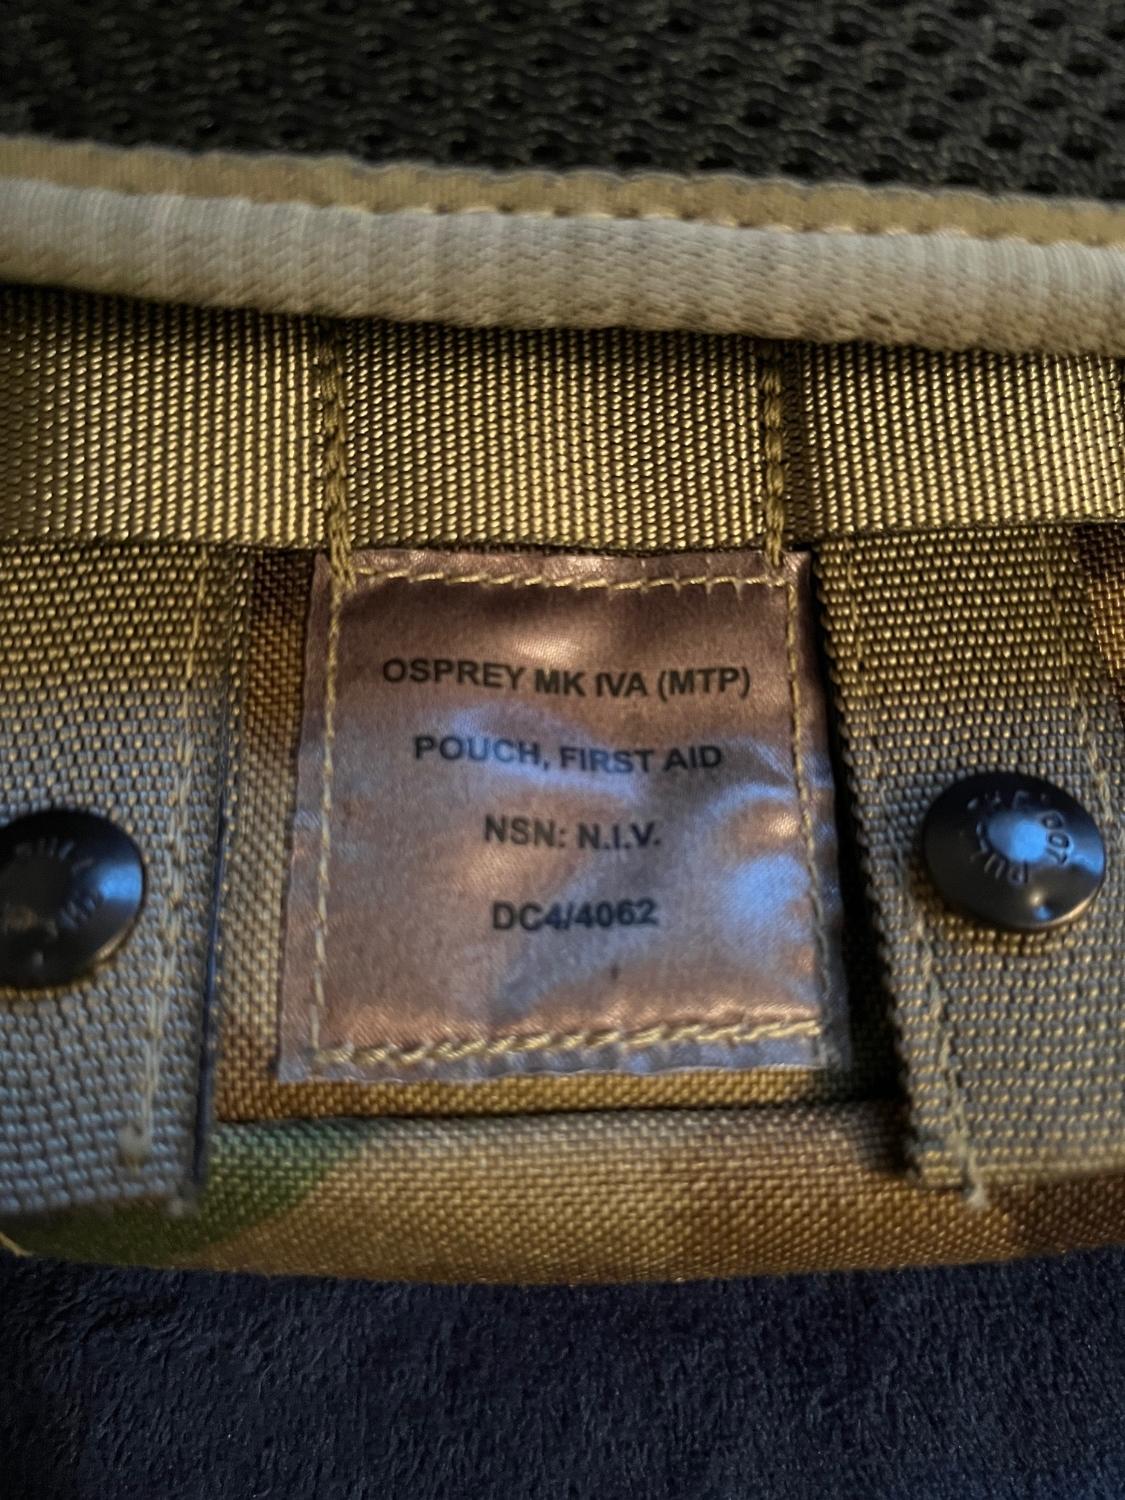 OSPREY MK IVA (MTP)
POUCH, FIRST AID
NSN: N.I.V.
DC4/4062